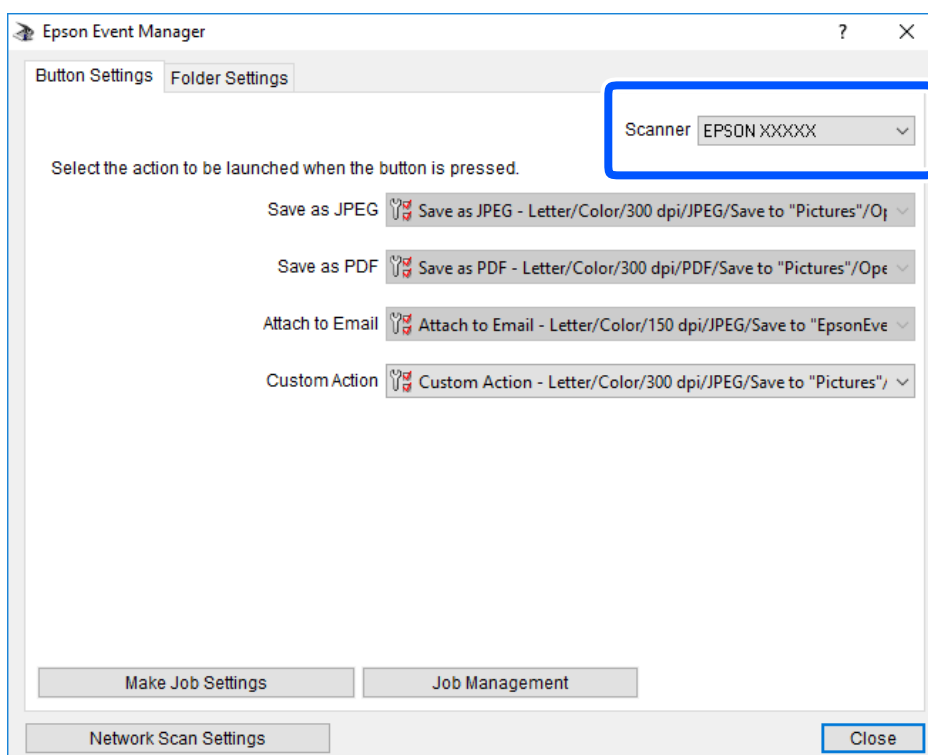 Epson Event Manager
Button Settings Folder Settings
Scanner EPSON XXXXX
Select the action to be launched when the button is pressed.
Save as JPEG Save as JPEG - Letter/Color/300 dpi/JPEG/Save to "Pictures"/Op
Save as PDF Save as PDF - Letter/Color/300 dpi/PDF/Save to "Pictures"/Ope
Attach to Email Attach to Email - Letter/Color/150 dpi/JPEG/Save to "EpsonEve
Custom Action Custom Action - Letter/Color/300 dpi/JPEG/Save to "Pictures"/
Make Job Settings Job Management
Network Scan Settings Close